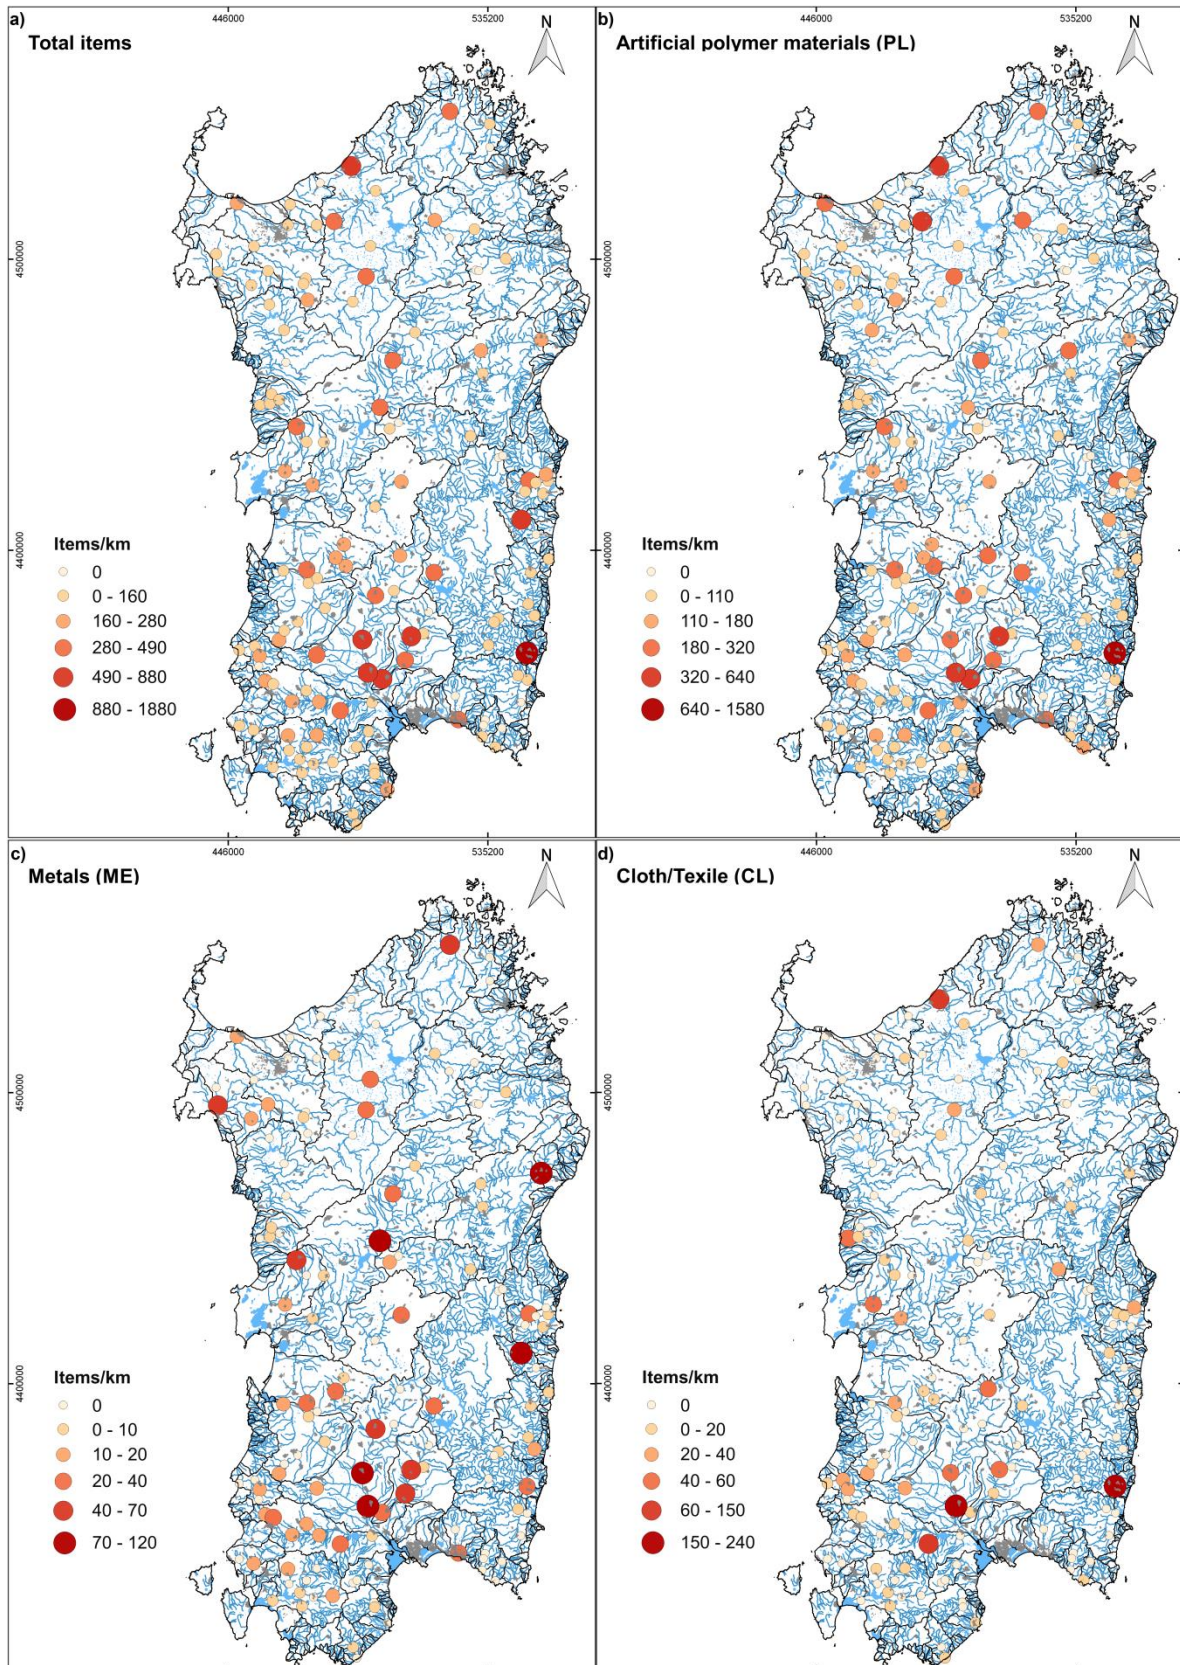 a)
446000
535200
N
Total items
4500000
4400000
Items/km
0
0 - 160
160 - 280
280 - 490
490 - 880
880 - 1880
b)
446000
535200
N
Artificial polymer materials (PL)
4500000
4400000
Items/km
0
0 - 110
110 - 180
180 - 320
320 - 640
640 - 1580
c)
446000
535200
N
Metals (ME)
4500000
4400000
Items/km
0
0 - 10
10 - 20
20 - 40
40 - 70
70 - 120
d)
446000
535200
N
Cloth/Texile (CL)
4500000
4400000
Items/km
0
0 - 20
20 - 40
40 - 60
60 - 150
150 - 240